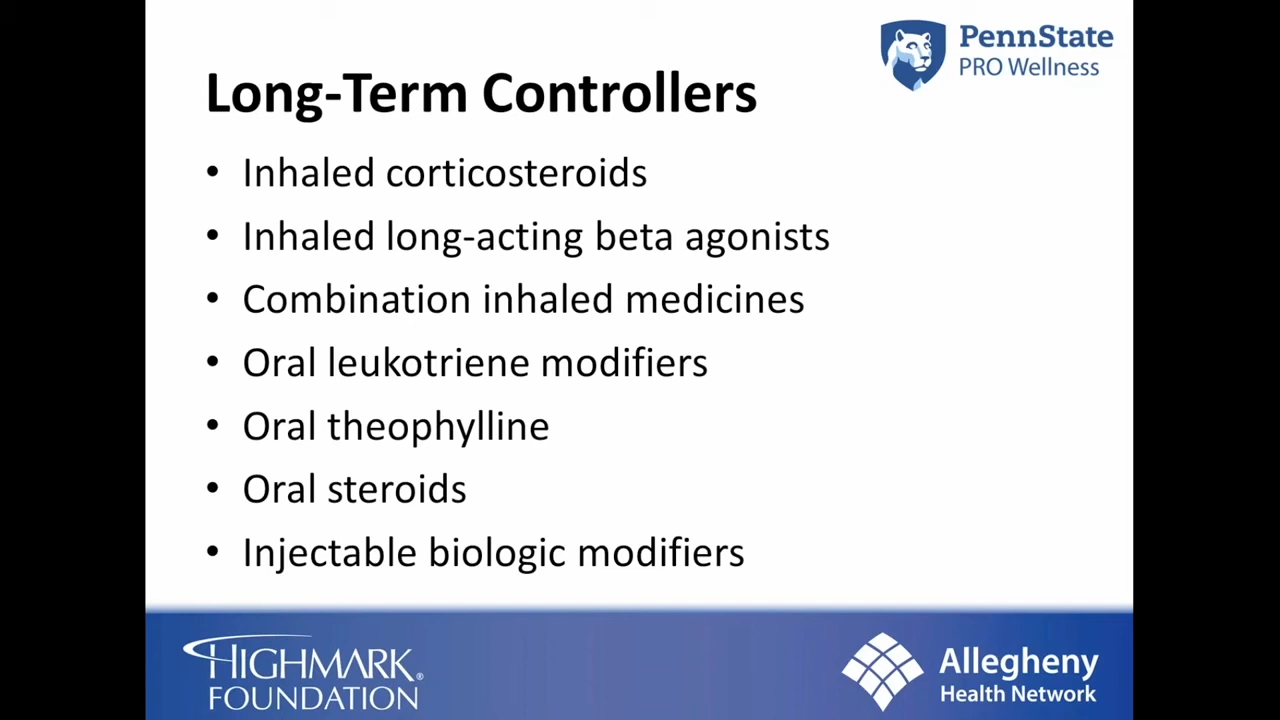 PennState
PRO Wellness
Long-Term Controllers
• Inhaled corticosteroids
• Inhaled long-acting beta agonists
• Combination inhaled medicines
• Oral leukotriene modifiers
• Oral theophylline
• Oral steroids
• Injectable biologic modifiers
HIGHMARK®
FOUNDATION
Allegheny
Health Network